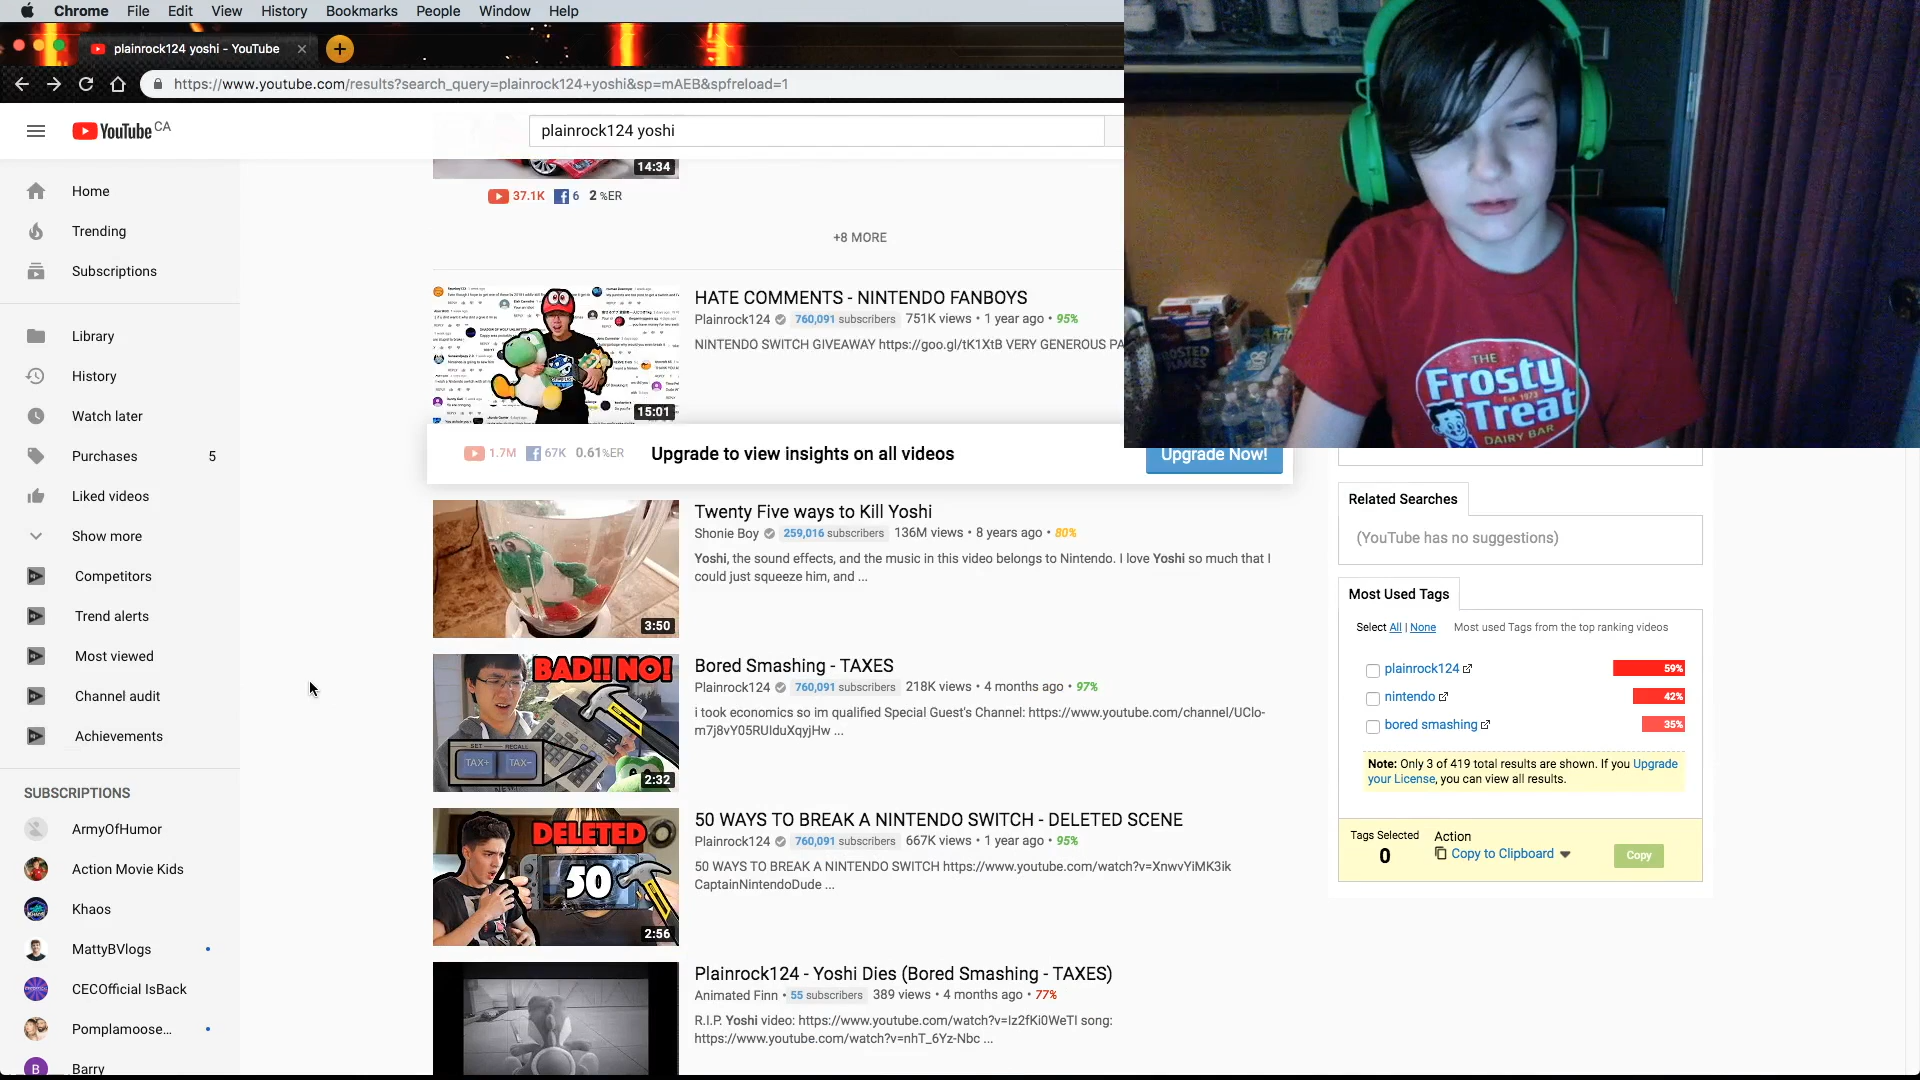 Chrome File Edit View History Bookmarks People Window Help
plainrock124 yoshi - YouTube
https://www.youtube.com/results?search_query=plainrock124+yoshi&sp=mAEB&spfreload=1
YouTube CA
plainrock124 yoshi
Home
Trending
Subscriptions
Library
History
Watch later
Purchases 5
Liked videos
Show more
Competitors
Trend alerts
Most viewed
Channel audit
Achievements
SUBSCRIPTIONS
ArmyOfHumor
Action Movie Kids
Khaos
MattyBVlogs
CECOfficial IsBack
Pomplamoose...
B Barry
14:34
37.1K 6 2 %ER
+8 MORE
15:01
HATE COMMENTS - NINTENDO FANBOYS
Plainrock124 760,091 subscribers 751K views • 1 year ago • 95%
NINTENDO SWITCH GIVEAWAY https://goo.gl/tK1XtB VERY GENEROUS PA
1.7M 67K 0.61%ER Upgrade to view insights on all videos Upgrade Now!
3:50
Twenty Five ways to Kill Yoshi
Shonie Boy 259,016 subscribers 136M views • 8 years ago • 80%
Yoshi, the sound effects, and the music in this video belongs to Nintendo. I love Yoshi so much that I
could just squeeze him, and ...
BAD!! NO!
SET RECALL
TAX+ TAX-
2:32
Bored Smashing - TAXES
Plainrock124 760,091 subscribers 218K views • 4 months ago • 97%
i took economics so im qualified Special Guest's Channel: https://www.youtube.com/channel/UClo-
m7j8vY05RUlduXqyjHw ...
DELETED
50
2:56
50 WAYS TO BREAK A NINTENDO SWITCH - DELETED SCENE
Plainrock124 760,091 subscribers 667K views • 1 year ago • 95%
50 WAYS TO BREAK A NINTENDO SWITCH https://www.youtube.com/watch?v=XnwvYiMK3ik
CaptainNintendoDude ...
Plainrock124 - Yoshi Dies (Bored Smashing - TAXES)
Animated Finn • 55 subscribers 389 views • 4 months ago • 77%
R.I.P. Yoshi video: https://www.youtube.com/watch?v=Iz2fKi0WeTI song:
https://www.youtube.com/watch?v=nhT_6Yz-Nbc ...
THE
Frosty
Est. 1973
Treat
DAIRY BAR
Related Searches
(YouTube has no suggestions)
Most Used Tags
Select All | None Most used Tags from the top ranking videos
plainrock124 59%
nintendo 42%
bored smashing 35%
Note: Only 3 of 419 total results are shown. If you Upgrade
your License, you can view all results.
Tags Selected Action
0 Copy to Clipboard Copy